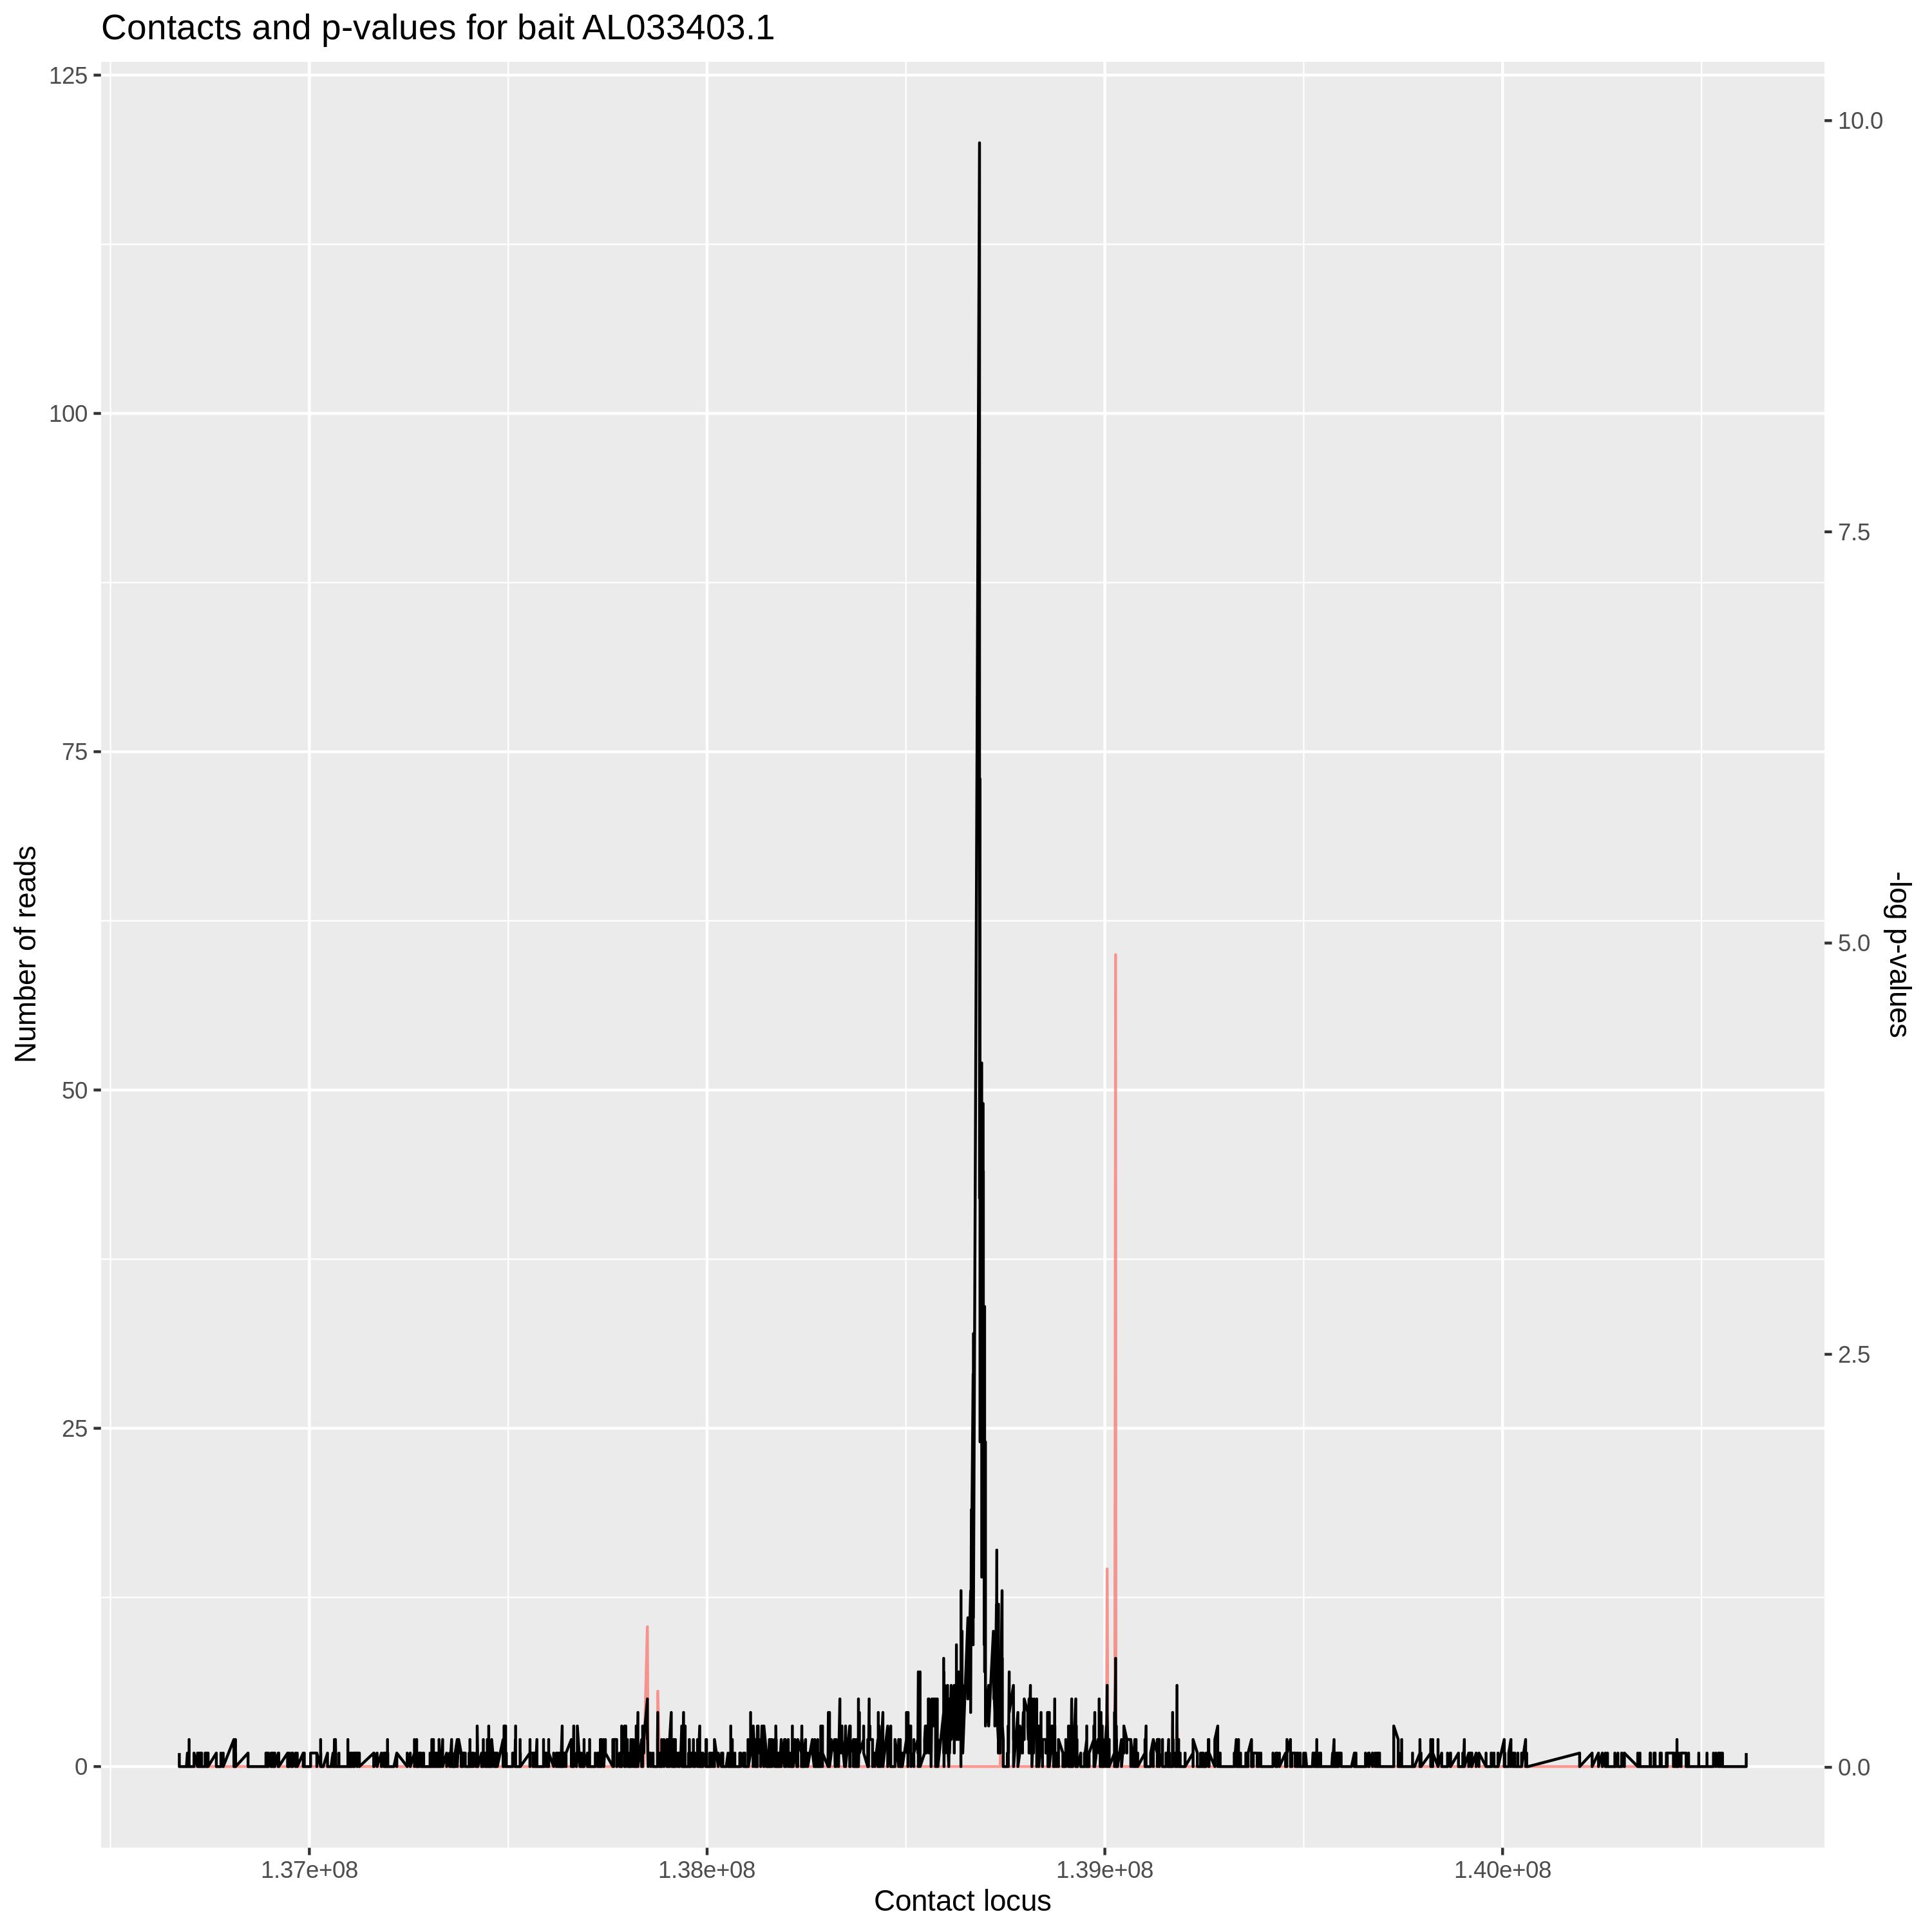 Contacts and p-values for bait AL033403.1
125
100
75
50
25
0
Number of reads
10.0
7.5
5.0
2.5
0.0
-log p-values
1.37e+08
1.38e+08
1.39e+08
1.40e+08
Contact locus